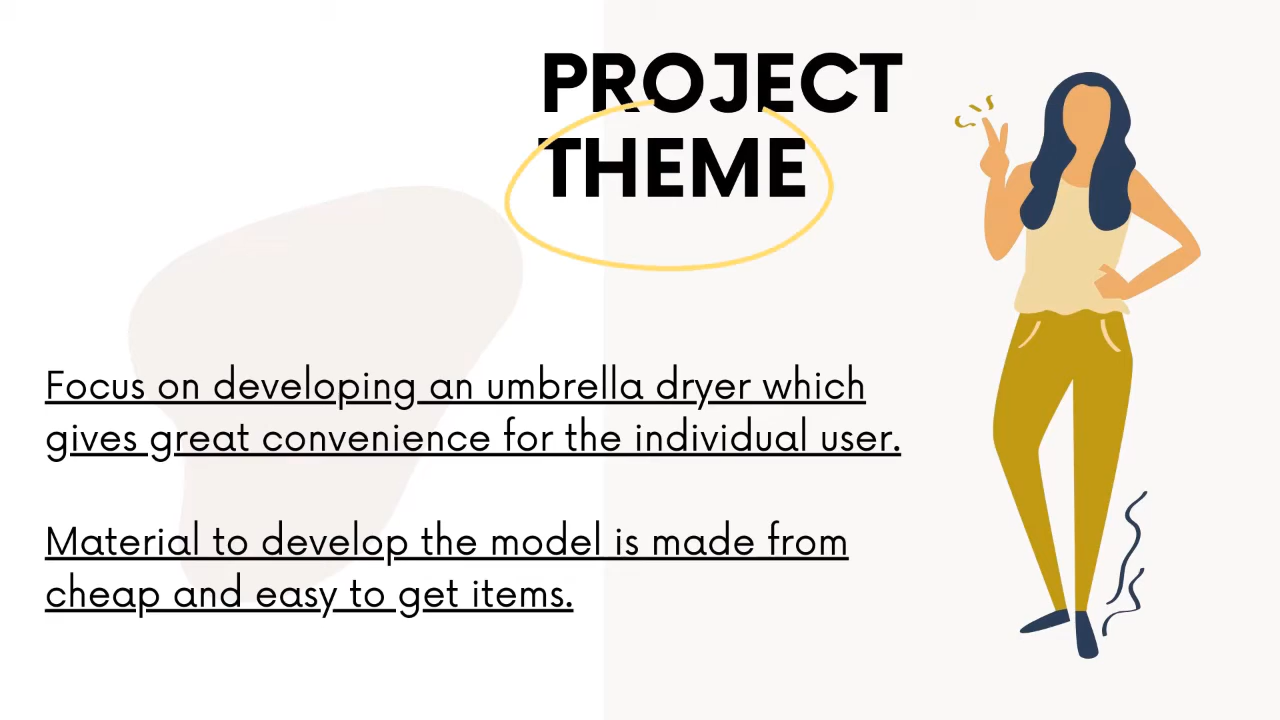 PROJECT
THEME
Focus on developing an umbrella dryer which
gives great convenience for the individual user.
Material to develop the model is made from
cheap and easy to get items.